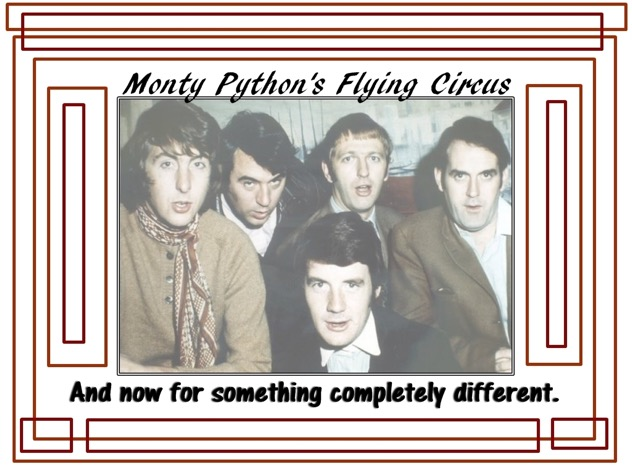 Monty Python's Flying Circus
And now for something completely different.